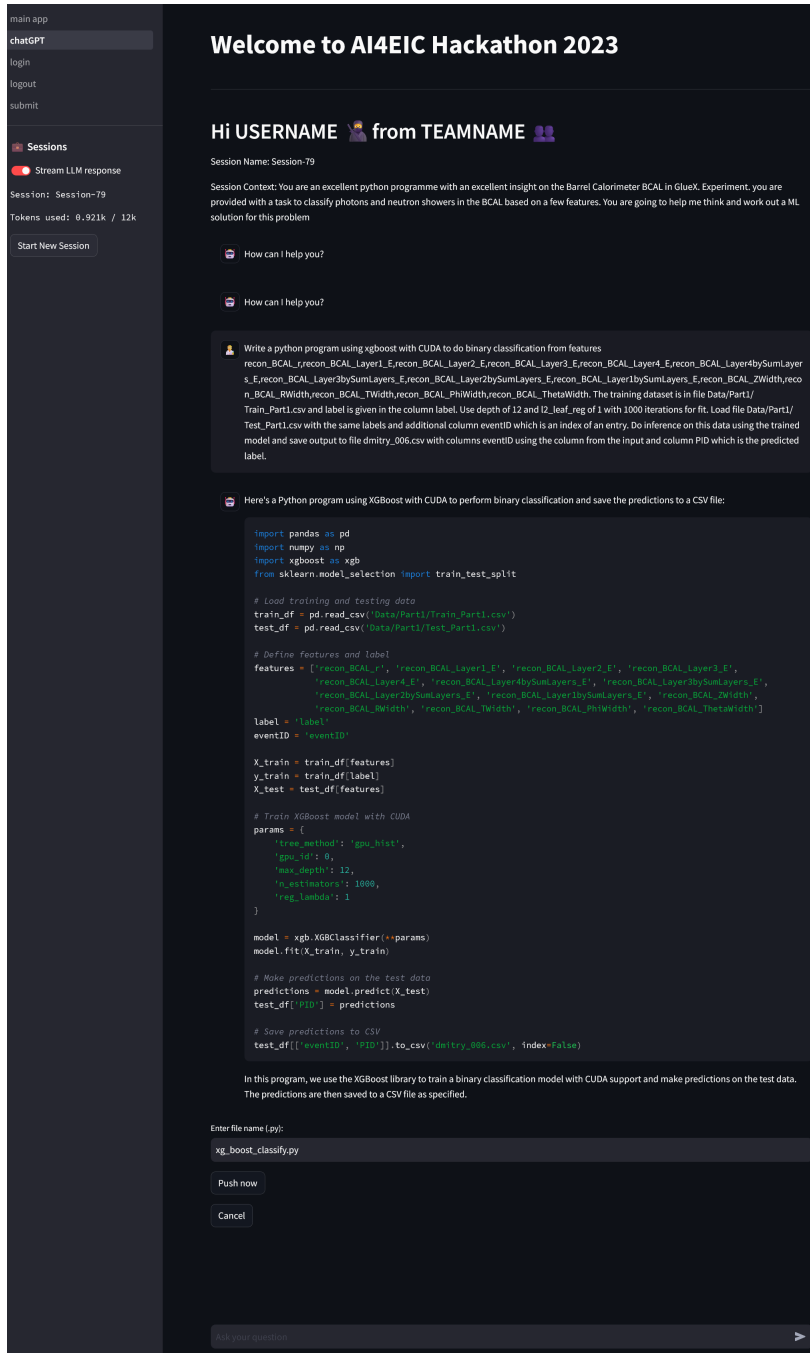 main app
chatGPT
login
logout
submit
Sessions
Stream LLM response
Session: Session-79
Tokens used: 0.921k / 12k
Start New Session
Welcome to AI4EIC Hackathon 2023
Hi USERNAME from TEAMNAME
Session Name: Session-79
Session Context: You are an excellent python programme with an excellent insight on the Barrel Calorimeter BCAL in GlueX. Experiment. you are
provided with a task to classify photons and neutron showers in the BCAL based on a few features. You are going to help me think and work out a ML
solution for this problem
How can I help you?
How can I help you?
Write a python program using xgboost with CUDA to do binary classification from features
recon_BCAL_r,recon_BCAL_Layer1_E,recon_BCAL_Layer2_E,recon_BCAL_Layer3_E,recon_BCAL_Layer4_E,recon_BCAL_Layer4bySumLayer
s_E,recon_BCAL_Layer3bySumLayers_E,recon_BCAL_Layer2bySumLayers_E,recon_BCAL_Layer1bySumLayers_E,recon_BCAL_ZWidth,reco
n_BCAL_RWidth,recon_BCAL_TWidth,recon_BCAL_PhiWidth,recon_BCAL_ThetaWidth. The training dataset is in file Data/Part1/
Train_Part1.csv and label is given in the column label. Use depth of 12 and l2_leaf_reg of 1 with 1000 iterations for fit. Load file Data/Part1/
Test_Part1.csv with the same labels and additional column eventID which is an index of an entry. Do inference on this data using the trained
model and save output to file dmitry_006.csv with columns eventID using the column from the input and column PID which is the predicted
label.
Here's a Python program using XGBoost with CUDA to perform binary classification and save the predictions to a CSV file:
import pandas as pd
import numpy as np
import xgboost as xgb
from sklearn.model_selection import train_test_split
# Load training and testing data
train_df = pd.read_csv('Data/Part1/Train_Part1.csv')
test_df = pd.read_csv('Data/Part1/Test_Part1.csv')
# Define features and label
features = ['recon_BCAL_r', 'recon_BCAL_Layer1_E', 'recon_BCAL_Layer2_E', 'recon_BCAL_Layer3_E',
'recon_BCAL_Layer4_E', 'recon_BCAL_Layer4bySumLayers_E', 'recon_BCAL_Layer3bySumLayers_E',
'recon_BCAL_Layer2bySumLayers_E', 'recon_BCAL_Layer1bySumLayers_E', 'recon_BCAL_ZWidth',
'recon_BCAL_RWidth', 'recon_BCAL_TWidth', 'recon_BCAL_PhiWidth', 'recon_BCAL_ThetaWidth']
label = 'label'
eventID = 'eventID'
X_train = train_df[features]
y_train = train_df[label]
X_test = test_df[features]
# Train XGBoost model with CUDA
params = {
'tree_method': 'gpu_hist',
'gpu_id': 0,
'max_depth': 12,
'n_estimators': 1000,
'reg_lambda': 1
}
model = xgb.XGBClassifier(**params)
model.fit(X_train, y_train)
# Make predictions on the test data
predictions = model.predict(X_test)
test_df['PID'] = predictions
# Save predictions to CSV
test_df[['eventID', 'PID']].to_csv('dmitry_006.csv', index=False)
In this program, we use the XGBoost library to train a binary classification model with CUDA support and make predictions on the test data.
The predictions are then saved to a CSV file as specified.
Enter file name (.py):
xg_boost_classify.py
Push now
Cancel
Ask your question